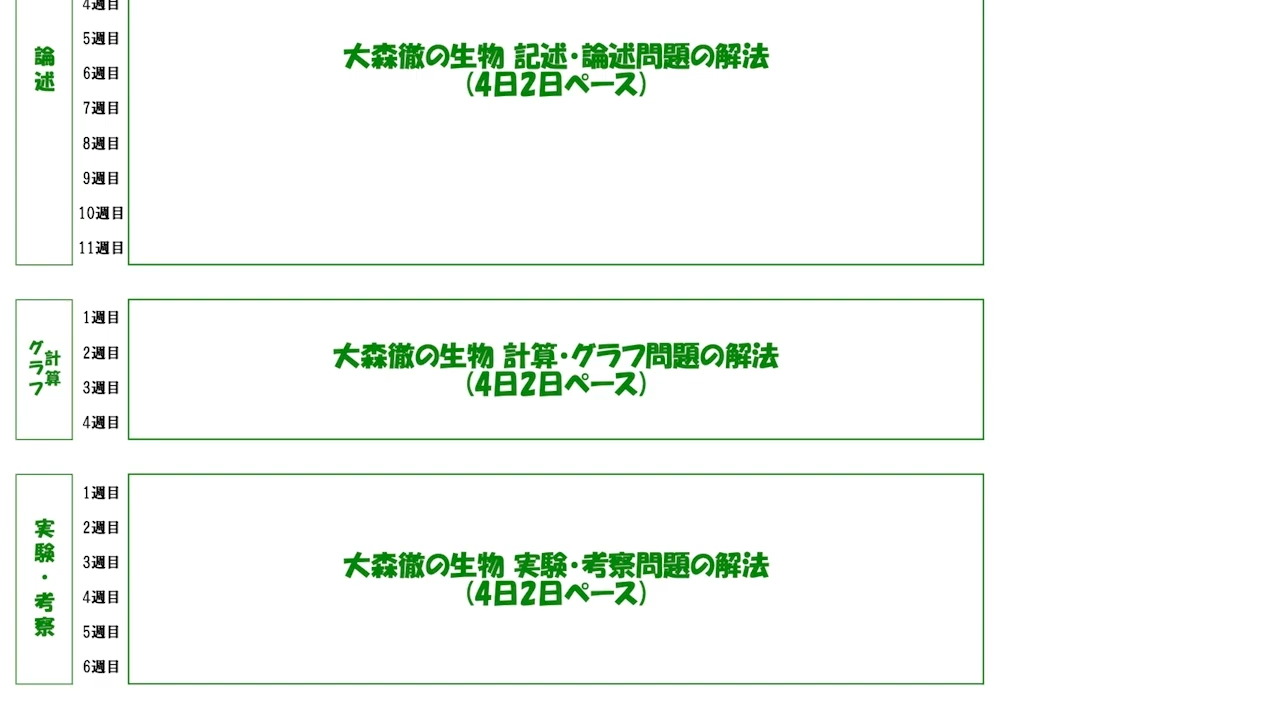 論述
4週目
5週目
6週目
7週目
8週目
9週目
10週目
11週目
大森徹の生物 記述・論述問題の解法
(4日2日ペース)
計算
グラフ
1週目
2週目
3週目
4週目
大森徹の生物 計算・グラフ問題の解法
(4日2日ペース)
実験・考察
1週目
2週目
3週目
4週目
5週目
6週目
大森徹の生物 実験・考察問題の解法
(4日2日ペース)